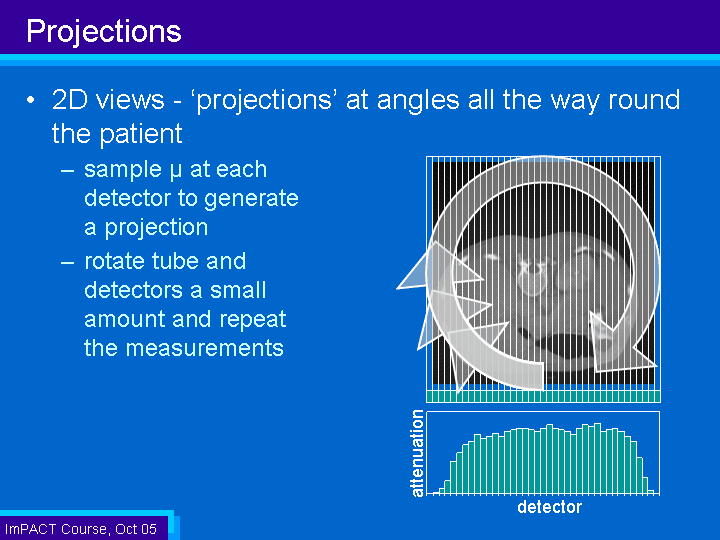 Projections
• 2D views - ‘projections’ at angles all the way round
the patient
– sample µ at each
detector to generate
a projection
– rotate tube and
detectors a small
amount and repeat
the measurements
attenuation
detector
ImPACT Course, Oct 05